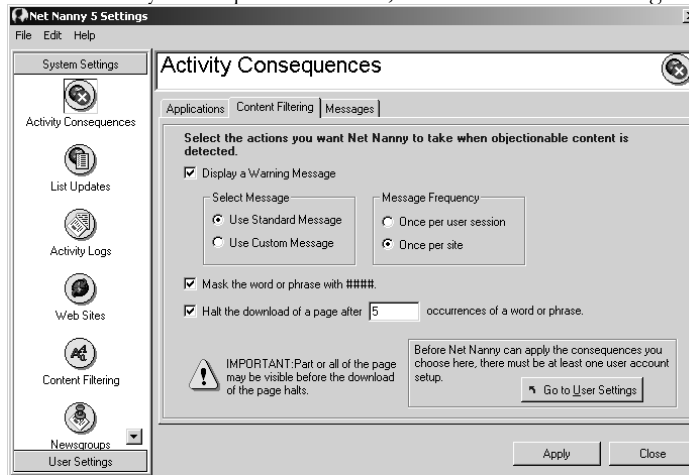 Net Nanny 5 Settings
File Edit Help
System Settings
Activity Consequences
List Updates
Activity Logs
Web Sites
Content Filtering
Newsgroups
User Settings
Activity Consequences
Applications Content Filtering Messages
Select the actions you want Net Nanny to take when objectionable content is
detected.
Display a Warning Message
Select Message
Use Standard Message
Use Custom Message
Message Frequency
Once per user session
Once per site
Mask the word or phrase with ####.
Halt the download of a page after 5 occurrences of a word or phrase.
IMPORTANT:Part or all of the page
may be visible before the download
of the page halts.
Before Net Nanny can apply the consequences you
choose here, there must be at least one user account
setup.
Go to User Settings
Apply Close